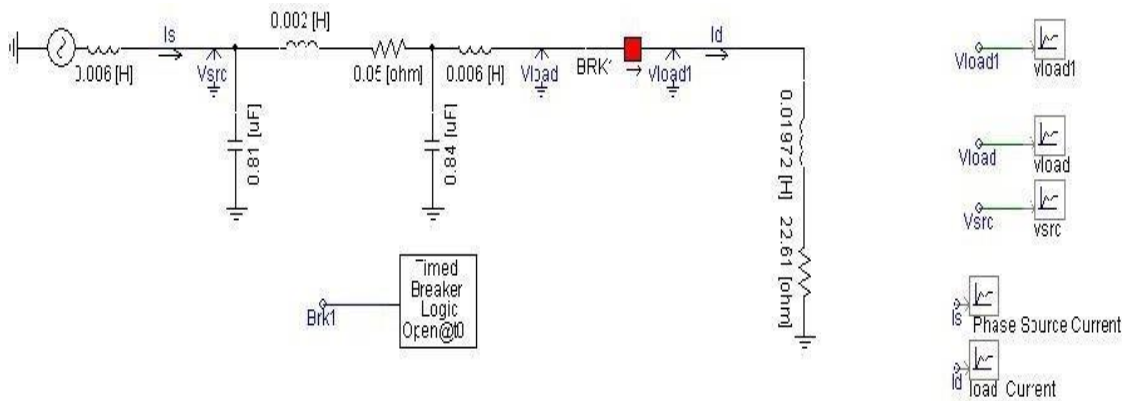 0.002 [H]
Is
Id
0.006 [H]
Vsrc
0.05 [ohm]
0.006 [H]
Vload
BRK1
vload1
0.81 [uF]
0.84 [uF]
0.01972 [H]
22.61 [ohm]
Timed
Breaker
Logic
Open@t0
Brk1
Vload1
vload1
Vload
vload
Vsrc
vsrc
Is
Phase Source Current
Id
load Current